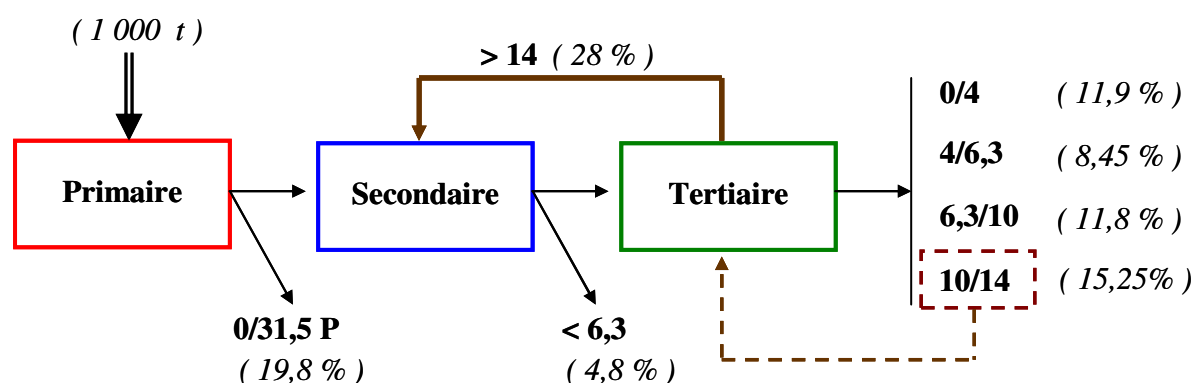 ( 1 000 t )
> 14 ( 28 % )
Primaire
Secondaire
Tertiaire
0/4 ( 11,9 % )
4/6,3 ( 8,45 % )
6,3/10 ( 11,8 % )
10/14 ( 15,25% )
0/31,5 P
( 19,8 % )
< 6,3
( 4,8 % )